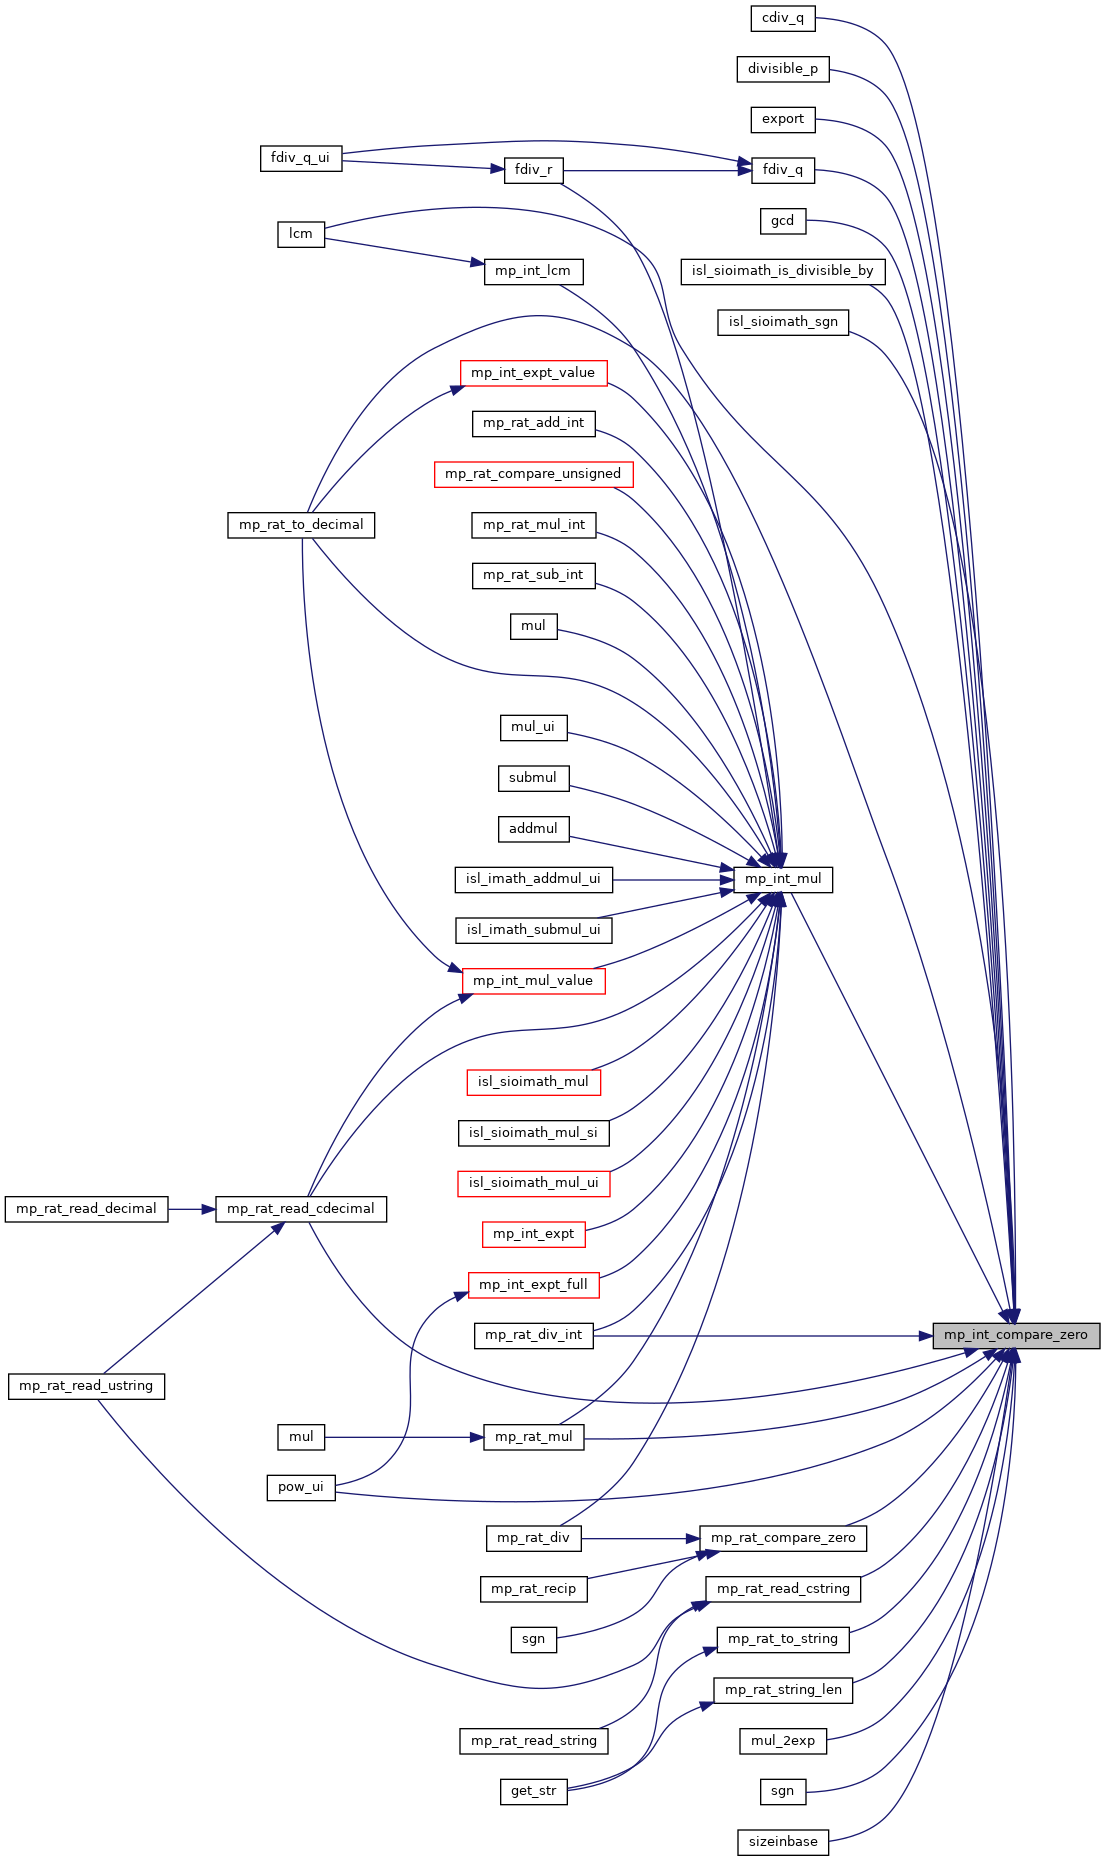 cdiv_q
divisible_p
export
fdiv_q_ui
fdiv_r
fdiv_q
gcd
lcm
mp_int_lcm
isl_sioimath_is_divisible_by
isl_sioimath_sgn
mp_int_expt_value
mp_rat_add_int
mp_rat_compare_unsigned
mp_rat_to_decimal
mp_rat_mul_int
mp_rat_sub_int
mul
mul_ui
submul
addmul
isl_imath_addmul_ui
mp_int_mul
isl_imath_submul_ui
mp_int_mul_value
isl_sioimath_mul
isl_sioimath_mul_si
isl_sioimath_mul_ui
mp_rat_read_decimal
mp_rat_read_cdecimal
mp_int_expt
mp_int_expt_full
mp_rat_div_int
mp_int_compare_zero
mp_rat_read_ustring
mul
mp_rat_mul
pow_ui
mp_rat_div
mp_rat_compare_zero
mp_rat_recip
mp_rat_read_cstring
sgn
mp_rat_to_string
mp_rat_string_len
mp_rat_read_string
mul_2exp
get_str
sgn
sizeinbase